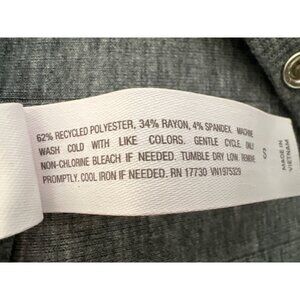 62% RECYCLED POLYESTER, 34% RAYON, 4% SPANDEX. MACHINE
WASH COLD WITH LIKE COLORS. GENTLE CYCLE. ONLY
NON-CHLORINE BLEACH IF NEEDED. TUMBLE DRY LOW. REMOVE
PROMPTLY. COOL IRON IF NEEDED. RN 17730 VN1975329
S
MADE IN
VIETNAM